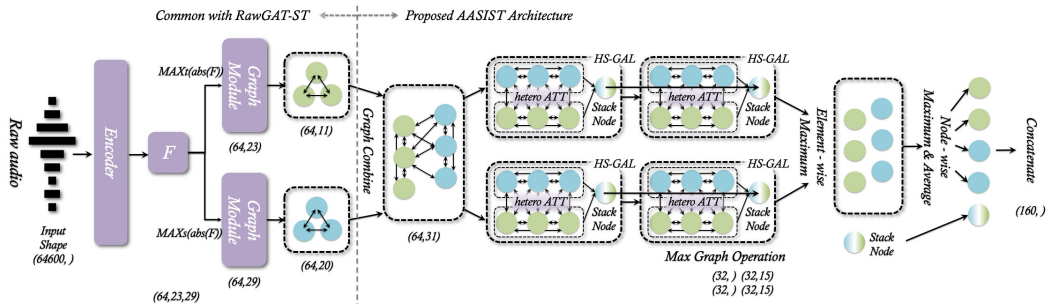 Common with RawGAT-ST
Proposed AASIST Architecture
Raw audio
Input
Shape
(64600, )
Encoder
F
(64,23,29)
MAXt(abs(F))
Graph
Module
(64,23)
(64,11)
MAXs(abs(F))
Graph
Module
(64,29)
(64,20)
Graph Combine
(64,31)
HS-GAL
hetero ATT
Stack
Node
HS-GAL
hetero ATT
Stack
Node
HS-GAL
hetero ATT
Stack
Node
HS-GAL
hetero ATT
Stack
Node
Max Graph Operation
(32, ) (32,15)
(32, ) (32,15)
Element - wise
Maximum
Node - wise
Maximum & Average
Stack
Node
Concatenate
(160, )